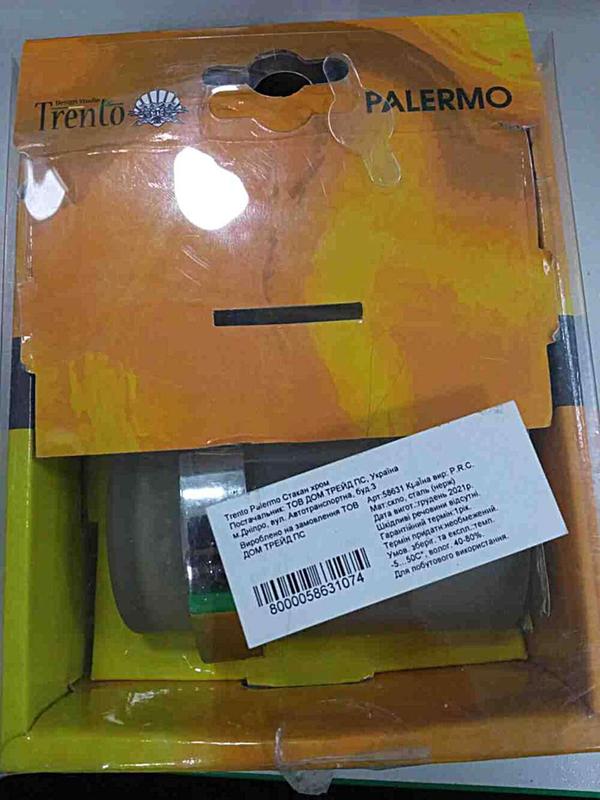 Design Studio
Trento
PALERMO
Trento Palermo Стакан хром
Постачальник: ТОВ ДОМ ТРЕЙД ПС, Україна
м.Дніпро, вул. Автотранспортна, буд.3
Вироблено на замовлення ТОВ
ДОМ ТРЕЙД ПС
8000058631074
Арт:58631 Країна вир: P.R.C.
Мат:скло, сталь (нерж)
Дата вигот.:грудень 2021р.
Шкідливі речовини відсутні.
Гарантійний термін:1рік.
Термін придати:необмежений.
Умов. зберіг. та експл.:темп.
-5...50С°, волог. 40-80%.
Для побутового використання.